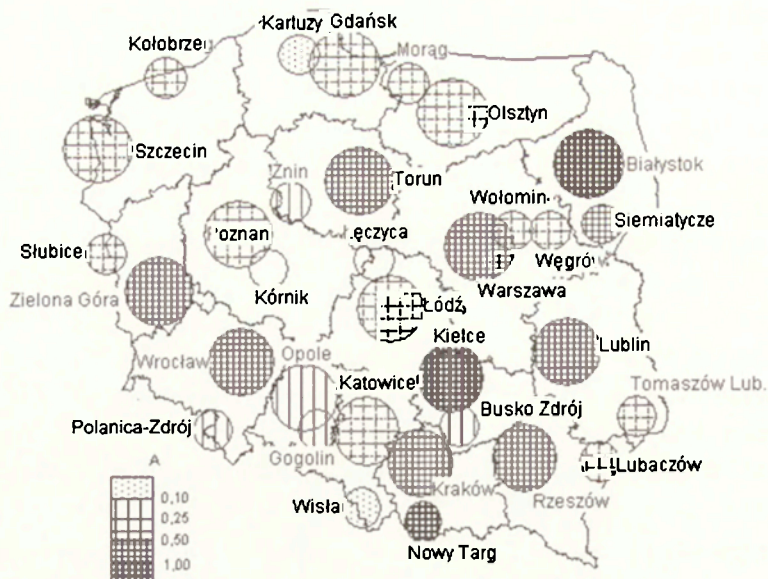 Kartuzy Gdańsk
Kołobrzeg
Morąg
Olsztyn
Szczecin
Białystok
Żnin
Torun
Wołomin
Siemiatycze
Słubice
Łęczyca
Węgrów
Warszawa
Zielona Góra
Kórnik
Łódź
Kielce
Lublin
Wrocław
Opole
Katowice
Tomaszów Lub.
Polanica-Zdrój
Busko Zdrój
Gogolin
Lubaczów
A
0,10
0,25
0,50
1,00
Wisła
Kraków
Rzeszów
Nowy Targ